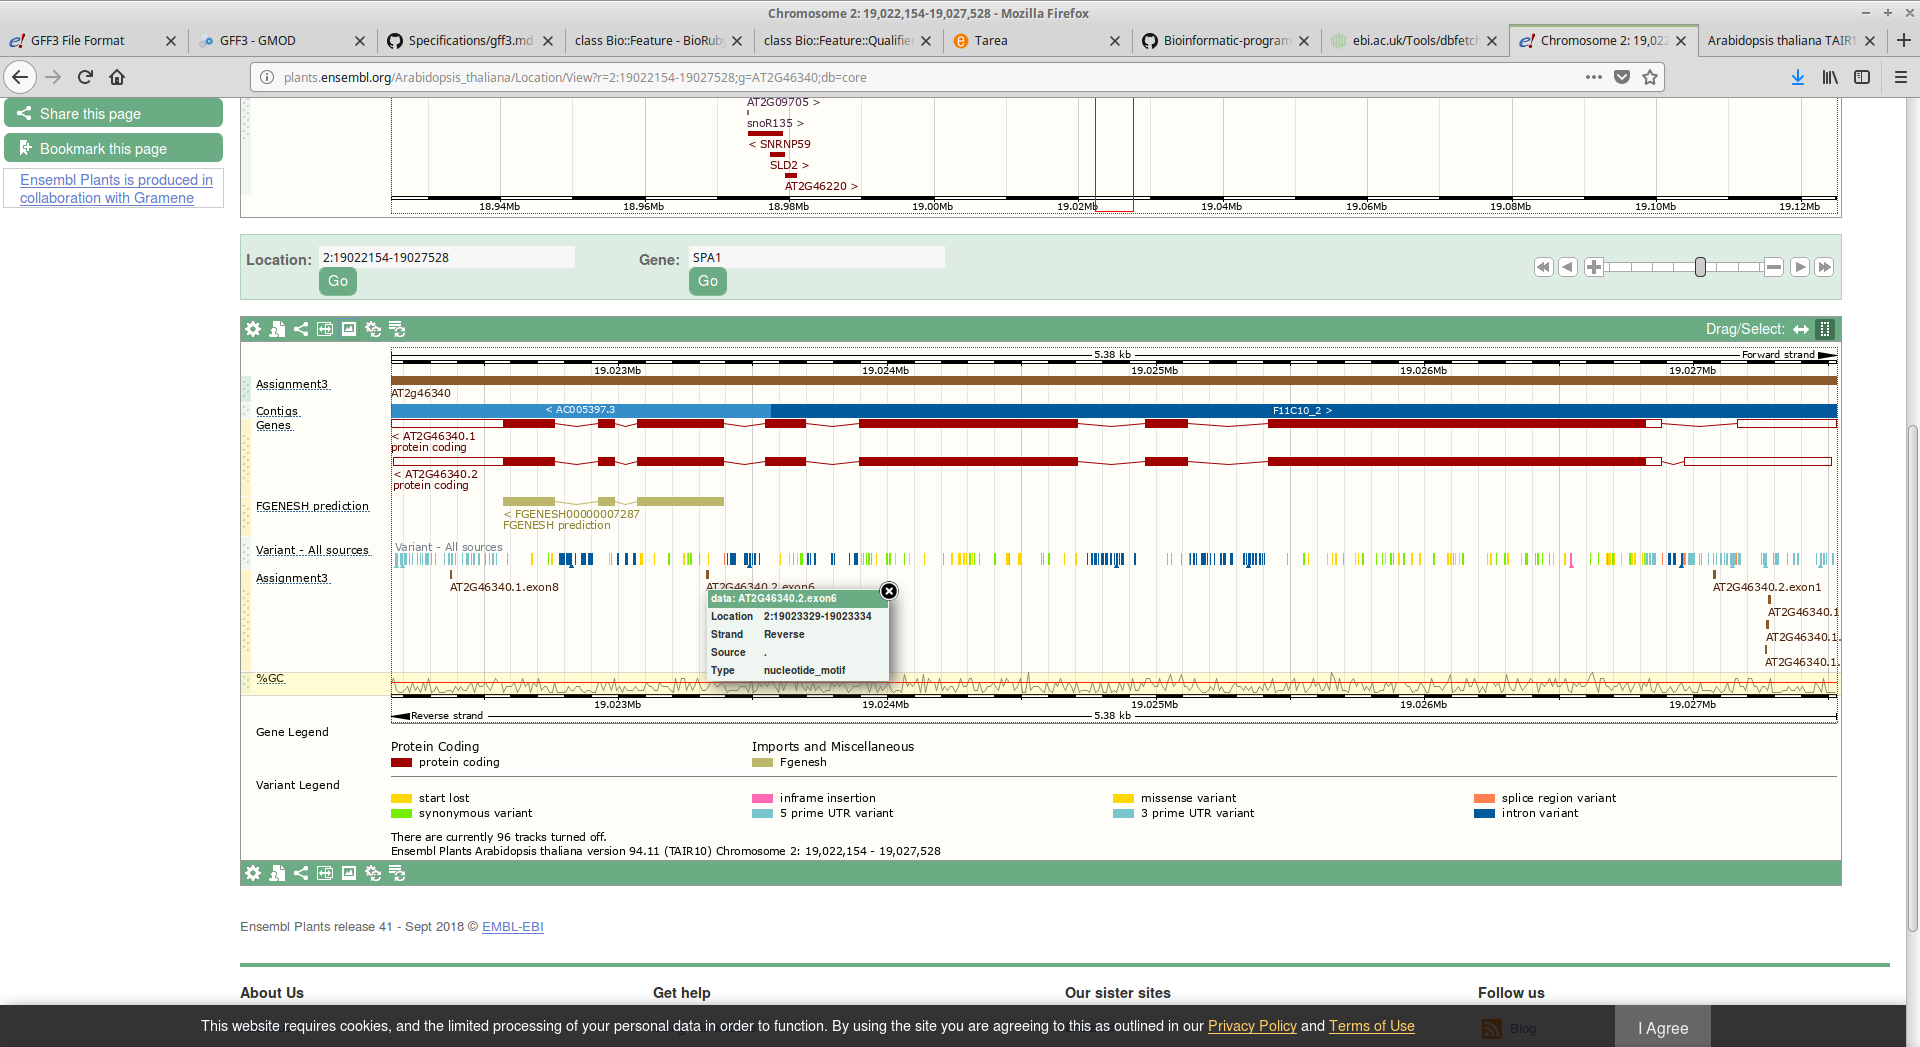 Chromosome 2: 19,022,154-19,027,528 - Mozilla Firefox
GFF3 File Format
GFF3 - GMOD
Specifications/gff3.md
class Bio::Feature - BioRub
class Bio::Feature::Qualifier
Tarea
Bioinformatic-program
ebi.ac.uk/Tools/dbfetch
Chromosome 2: 19,022
Arabidopsis thaliana TAIR1
plants.ensembl.org/Arabidopsis_thaliana/Location/View?r=2:19022154-19027528;g=AT2G46340;db=core
Share this page
Bookmark this page
Ensembl Plants is produced in
collaboration with Gramene
AT2G09705 >
snoR135 >
< SNRNP59
SLD2 >
AT2G46220 >
18.94Mb 18.96Mb 18.98Mb 19.00Mb 19.02Mb 19.04Mb 19.06Mb 19.08Mb 19.10Mb 19.12Mb
Location: 2:19022154-19027528 Gene: SPA1
Go Go
Drag/Select:
5.38 kb Forward strand
19.023Mb 19.024Mb 19.025Mb 19.026Mb 19.027Mb
Assignment3
AT2g46340
Contigs < AC005397.3 F11C10_2 >
Genes
< AT2G46340.1
protein coding
< AT2G46340.2
protein coding
FGENESH prediction
< FGENESH00000007287
FGENESH prediction
Variant - All sources
Variant - All sources
Assignment3
AT2G46340.1.exon8 AT2G46340.2.exon6 AT2G46340.2.exon1
AT2G46340.1
AT2G46340.1.
AT2G46340.1.
data: AT2G46340.2.exon6
Location 2:19023329-19023334
Strand Reverse
Source .
Type nucleotide_motif
%GC
19.023Mb 19.024Mb 19.025Mb 19.026Mb 19.027Mb
Reverse strand 5.38 kb
Gene Legend
Protein Coding Imports and Miscellaneous
protein coding Fgenesh
Variant Legend
start lost inframe insertion missense variant splice region variant
synonymous variant 5 prime UTR variant 3 prime UTR variant intron variant
There are currently 96 tracks turned off.
Ensembl Plants Arabidopsis thaliana version 94.11 (TAIR10) Chromosome 2: 19,022,154 - 19,027,528
Ensembl Plants release 41 - Sept 2018 © EMBL-EBI
About Us Get help Our sister sites Follow us
This website requires cookies, and the limited processing of your personal data in order to function. By using the site you are agreeing to this as outlined in our Privacy Policy and Terms of Use
Blog
I Agree